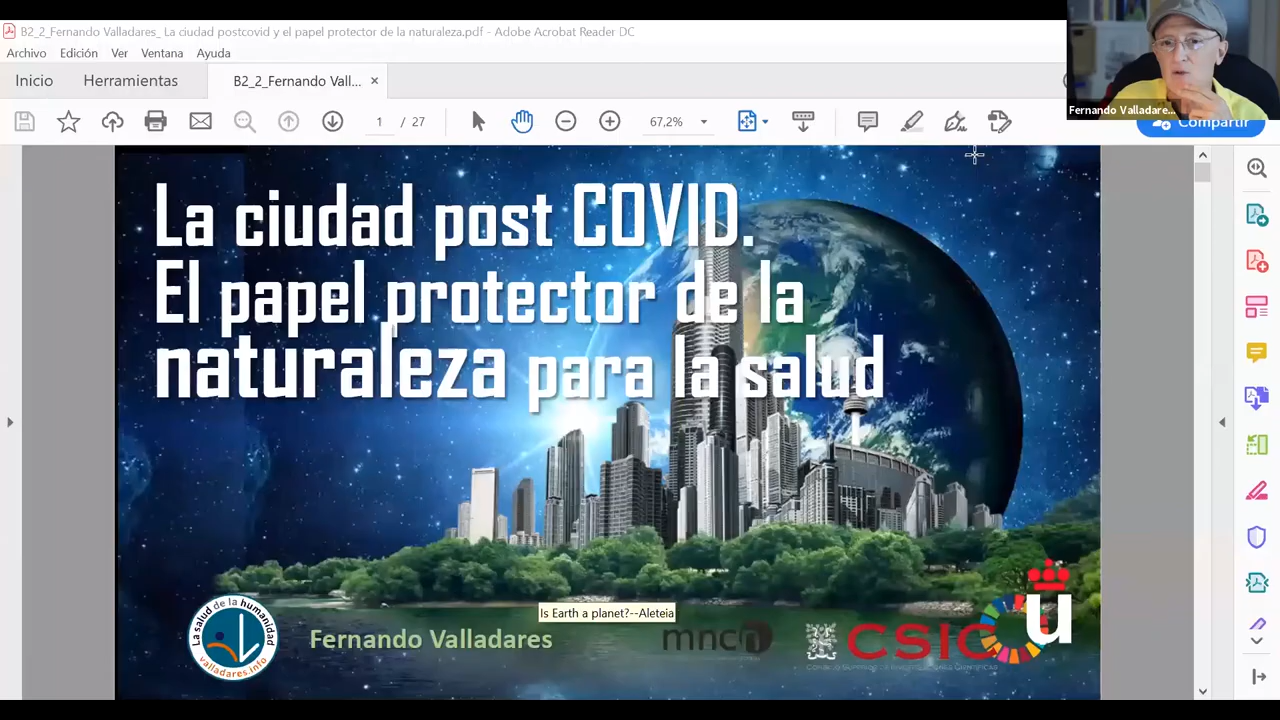 B2_2_Fernando Valladares_ La ciudad postcovid y el papel protector de la naturaleza.pdf - Adobe Acrobat Reader DC
Archivo Edición Ver Ventana Ayuda
Inicio Herramientas B2_2_Fernando Vall... ×
1 / 27 67,2%
Fernando Valladare...
Compartir
La ciudad post COVID.
El papel protector de la
naturaleza para la salud
Is Earth a planet?--Aleteia
La salud de la humanidad
valladares.info
Fernando Valladares
mncn
CSIC
u